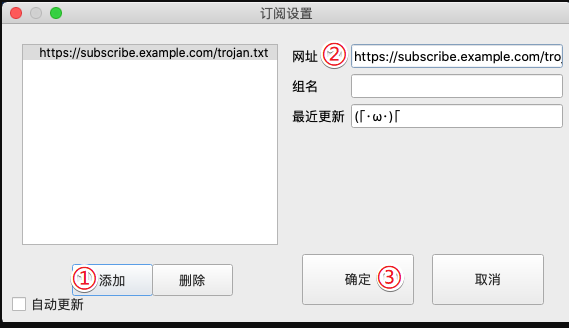 订阅设置
https://subscribe.example.com/trojan.txt
网址 ② https://subscribe.example.com/troj
组名
最近更新 (｢･ω･)｢
① 添加 删除
③ 确定 取消
自动更新